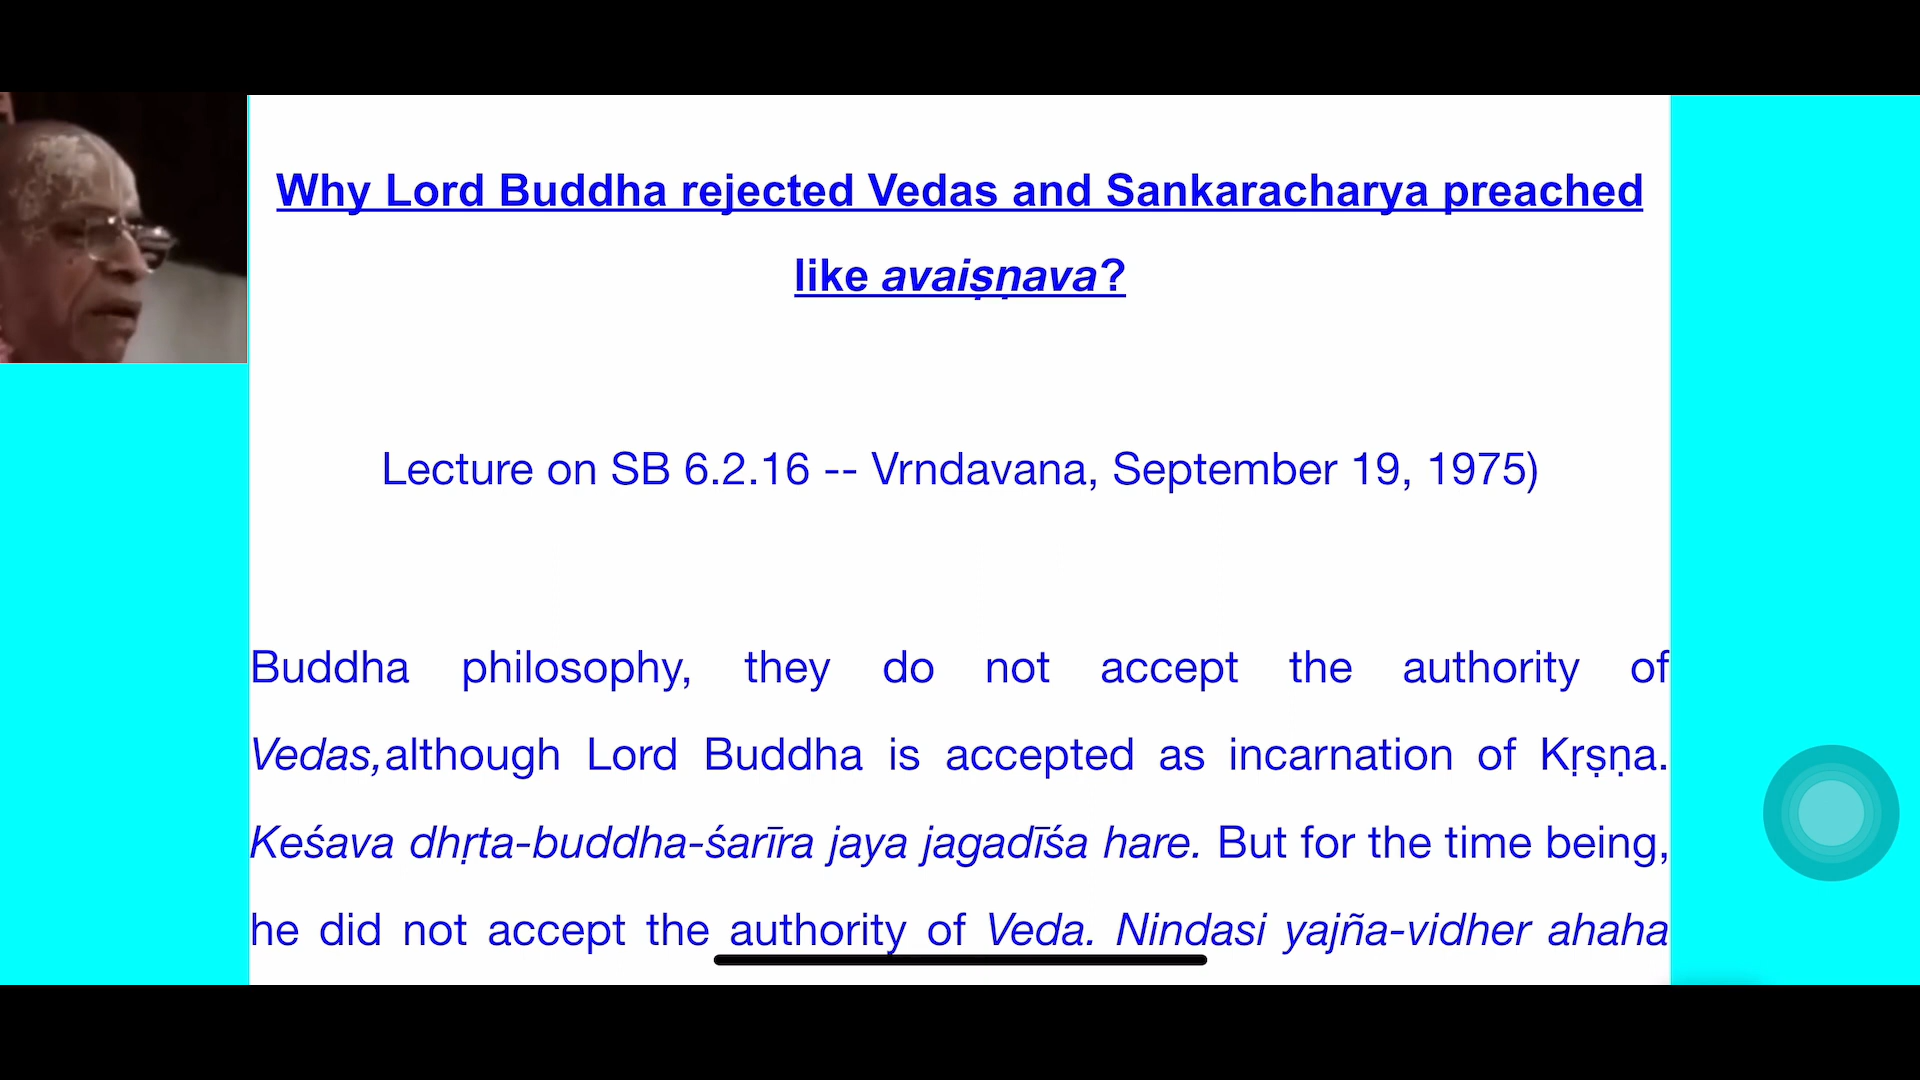 Why Lord Buddha rejected Vedas and Sankaracharya preached
like avaiṣṇava?
Lecture on SB 6.2.16 -- Vrndavana, September 19, 1975)
Buddha philosophy, they do not accept the authority of
Vedas,although Lord Buddha is accepted as incarnation of Kṛṣṇa.
Keśava dhṛta-buddha-śarīra jaya jagadīśa hare. But for the time being,
he did not accept the authority of Veda. Nindasi yajña-vidher ahaha